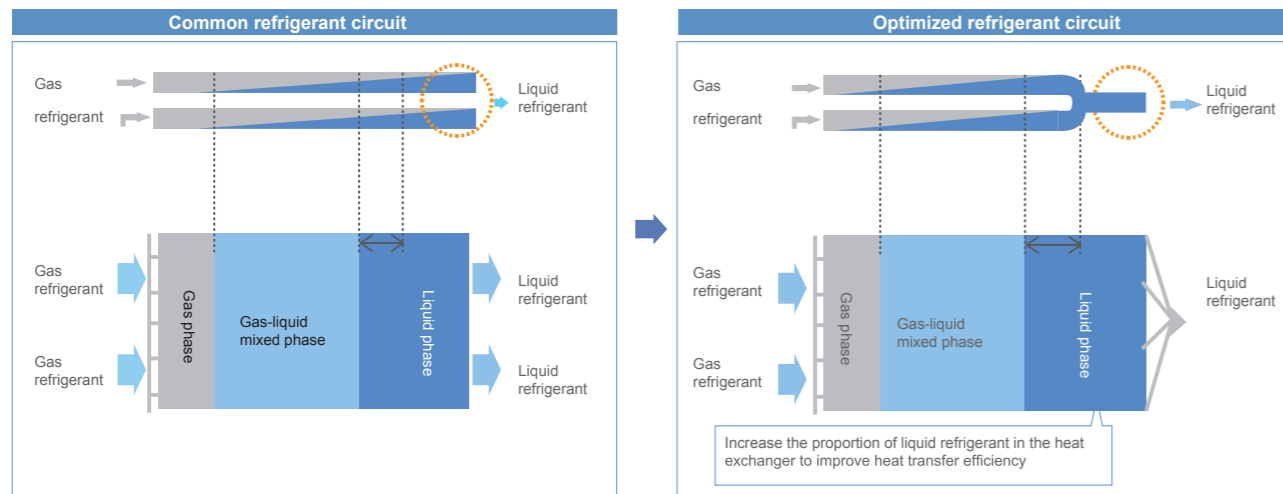 Common refrigerant circuit
Gas
refrigerant
Liquid
refrigerant
Gas
refrigerant
Gas
refrigerant
Gas phase
Gas-liquid
mixed phase
Liquid phase
Liquid
refrigerant
Liquid
refrigerant
Optimized refrigerant circuit
Gas
refrigerant
Liquid
refrigerant
Gas
refrigerant
Gas
refrigerant
Gas phase
Gas-liquid
mixed phase
Liquid phase
Liquid
refrigerant
Increase the proportion of liquid refrigerant in the heat
exchanger to improve heat transfer efficiency